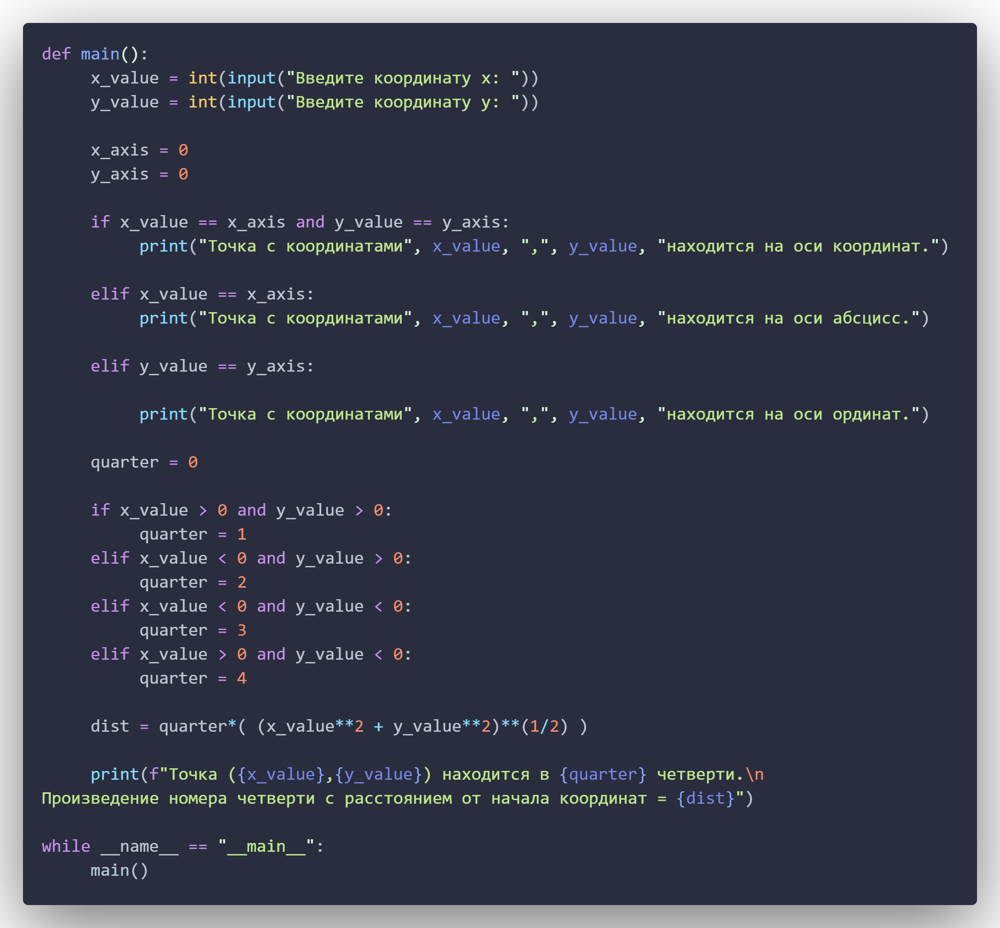 def main():
     x_value = int(input("Введите координату x: "))
     y_value = int(input("Введите координату y: "))
     x_axis = 0
     y_axis = 0
     if x_value == x_axis and y_value == y_axis:
          print("Точка с координатами", x_value, ",", y_value, "находится на оси координат.")
     elif x_value == x_axis:
          print("Точка с координатами", x_value, ",", y_value, "находится на оси абсцисс.")
     elif y_value == y_axis:
          print("Точка с координатами", x_value, ",", y_value, "находится на оси ординат.")
     quarter = 0
     if x_value > 0 and y_value > 0:
          quarter = 1
     elif x_value < 0 and y_value > 0:
          quarter = 2
     elif x_value < 0 and y_value < 0:
          quarter = 3
     elif x_value > 0 and y_value < 0:
          quarter = 4
     dist = quarter*( (x_value**2 + y_value**2)**(1/2) )
     print(f"Точка ({x_value},{y_value}) находится в {quarter} четверти.\n
Произведение номера четверти с расстоянием от начала координат = {dist}")
while __name__ == "__main__":
     main()